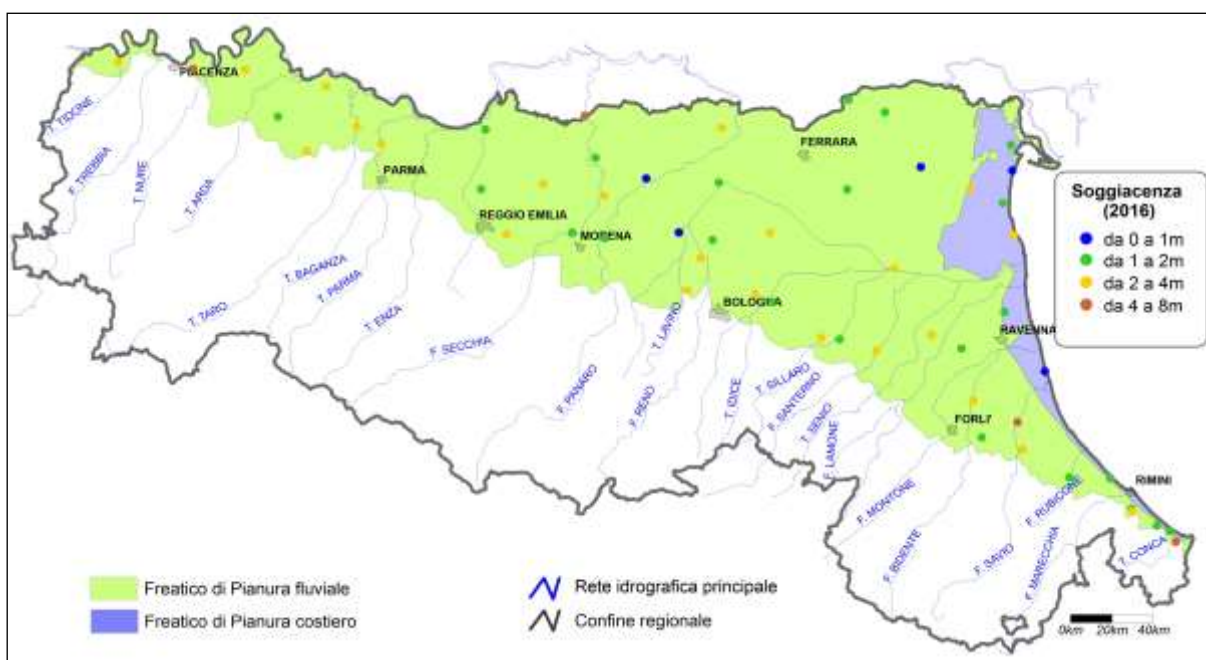 PIACENZA
T. TIDONE
F. TREBBIA
T. NURE
T. ARDA
PARMA
FERRARA
REGGIO EMILIA
MODENA
T. BAGANZA
T. PARMA
T. TARO
T. ENZA
F. SECCHIA
F. PANARO
F. RENO
T. LAVINO
BOLOGNA
T. IDICE
T. SILLARO
F. SANTERNO
T. SENIO
F. LAMONE
RAVENNA
FORL?
F. MONTONE
F. BIDENTE
F. SAVIO
F. RUBICONE
F. MARECCHIA
RIMINI
T. CONCA
Soggiacenza
(2016)
da 0 a 1m
da 1 a 2m
da 2 a 4m
da 4 a 8m
Freatico di Pianura fluviale
Freatico di Pianura costiero
Rete idrografica principale
Confine regionale
0km 20km 40km